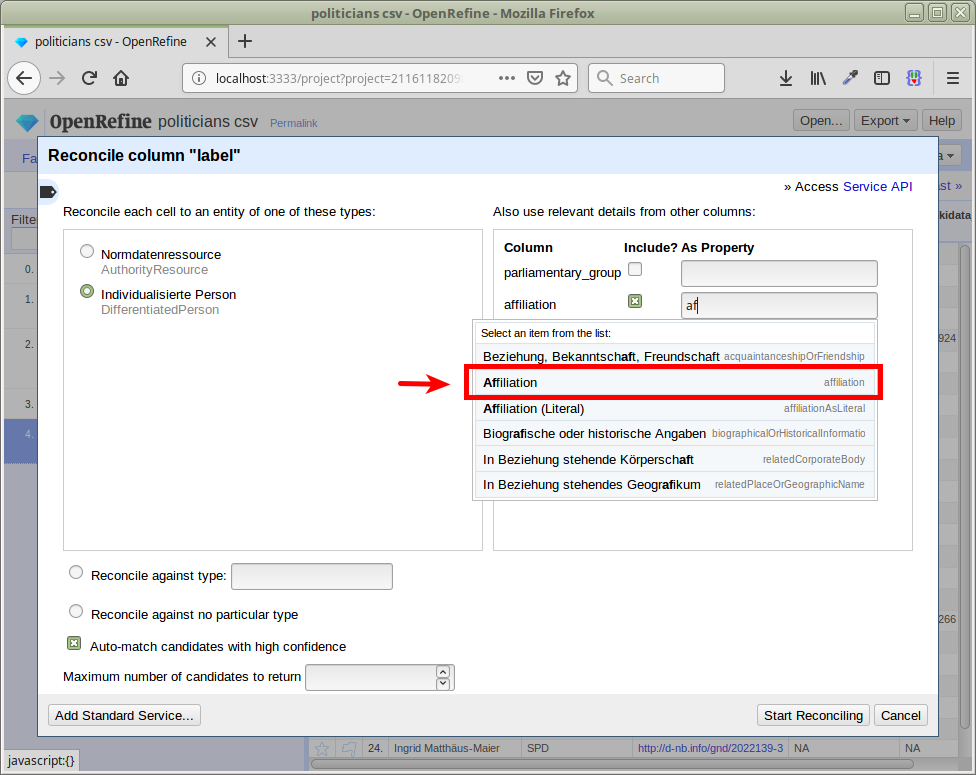 politicians csv - OpenRefine - Mozilla Firefox
politicians csv - OpenRefine
localhost:3333/project?project=211611820
Search
OpenRefine politicians csv Permalink
Open... Export Help
Reconcile column "label"
» Access Service API
Reconcile each cell to an entity of one of these types:
Also use relevant details from other columns:
Filte
kidata
Normdatenressource
AuthorityResource
Individualisierte Person
DifferentiatedPerson
Column Include? As Property
parliamentary_group
affiliation af
Select an item from the list:
Beziehung, Bekanntschaft, Freundschaft acquaintanceshipOrFriendship
Affiliation affiliation
Affiliation (Literal) affiliationAsLiteral
Biografische oder historische Angaben biographicalOrHistoricalInformatio
In Beziehung stehende Körperschaft relatedCorporateBody
In Beziehung stehendes Geografikum relatedPlaceOrGeographicName
0.
1.
2.
924
3.
4.
Reconcile against type:
Reconcile against no particular type
266
Auto-match candidates with high confidence
Maximum number of candidates to return
Add Standard Service... Start Reconciling Cancel
24. Ingrid Matthäus-Maier SPD http://d-nb.info/gnd/2022139-3 NA NA
javascript:{}